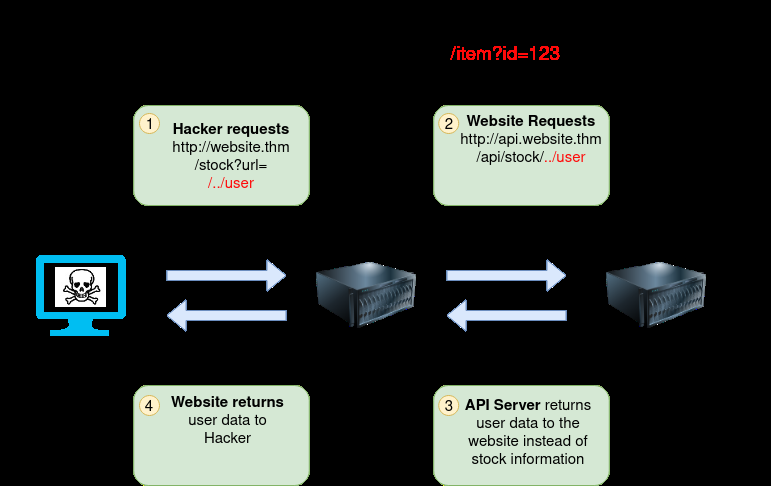 /item?id=123
1
Hacker requests
http://website.thm
/stock?url=
/../user
2
Website Requests
http://api.website.thm
/api/stock/../user
4
Website returns
user data to
Hacker
3
API Server returns
user data to the
website instead of
stock information